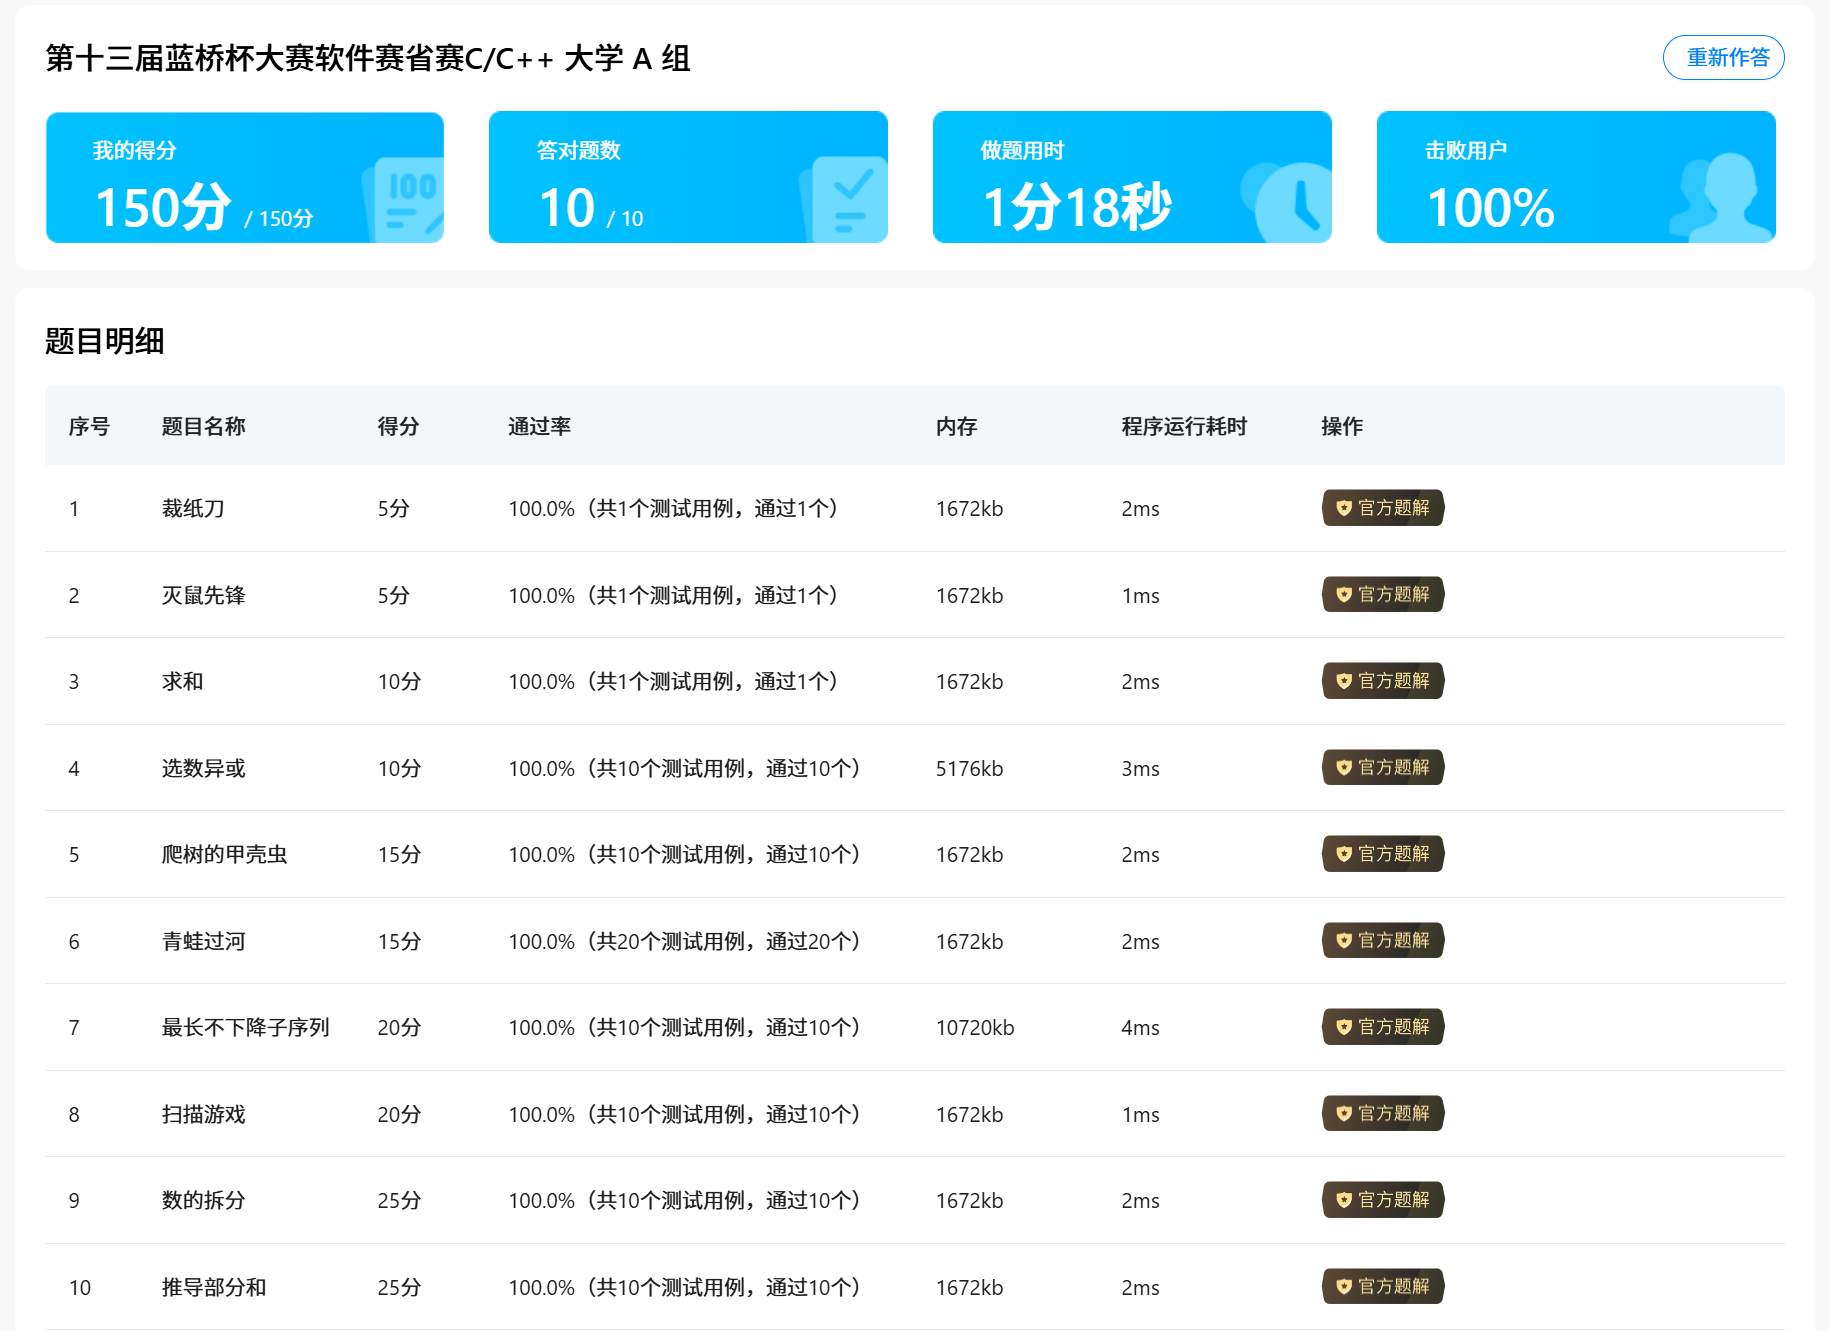 第十三届蓝桥杯大赛软件赛省赛C/C++ 大学 A 组
重新作答
我的得分
150分 / 150分
答对题数
10 / 10
做题用时
1分18秒
击败用户
100%
题目明细
序号 题目名称 得分 通过率 内存 程序运行耗时 操作
1 裁纸刀 5分 100.0%（共1个测试用例，通过1个） 1672kb 2ms 官方题解
2 灭鼠先锋 5分 100.0%（共1个测试用例，通过1个） 1672kb 1ms 官方题解
3 求和 10分 100.0%（共1个测试用例，通过1个） 1672kb 2ms 官方题解
4 选数异或 10分 100.0%（共10个测试用例，通过10个） 5176kb 3ms 官方题解
5 爬树的甲壳虫 15分 100.0%（共10个测试用例，通过10个） 1672kb 2ms 官方题解
6 青蛙过河 15分 100.0%（共20个测试用例，通过20个） 1672kb 2ms 官方题解
7 最长不下降子序列 20分 100.0%（共10个测试用例，通过10个） 10720kb 4ms 官方题解
8 扫描游戏 20分 100.0%（共10个测试用例，通过10个） 1672kb 1ms 官方题解
9 数的拆分 25分 100.0%（共10个测试用例，通过10个） 1672kb 2ms 官方题解
10 推导部分和 25分 100.0%（共10个测试用例，通过10个） 1672kb 2ms 官方题解